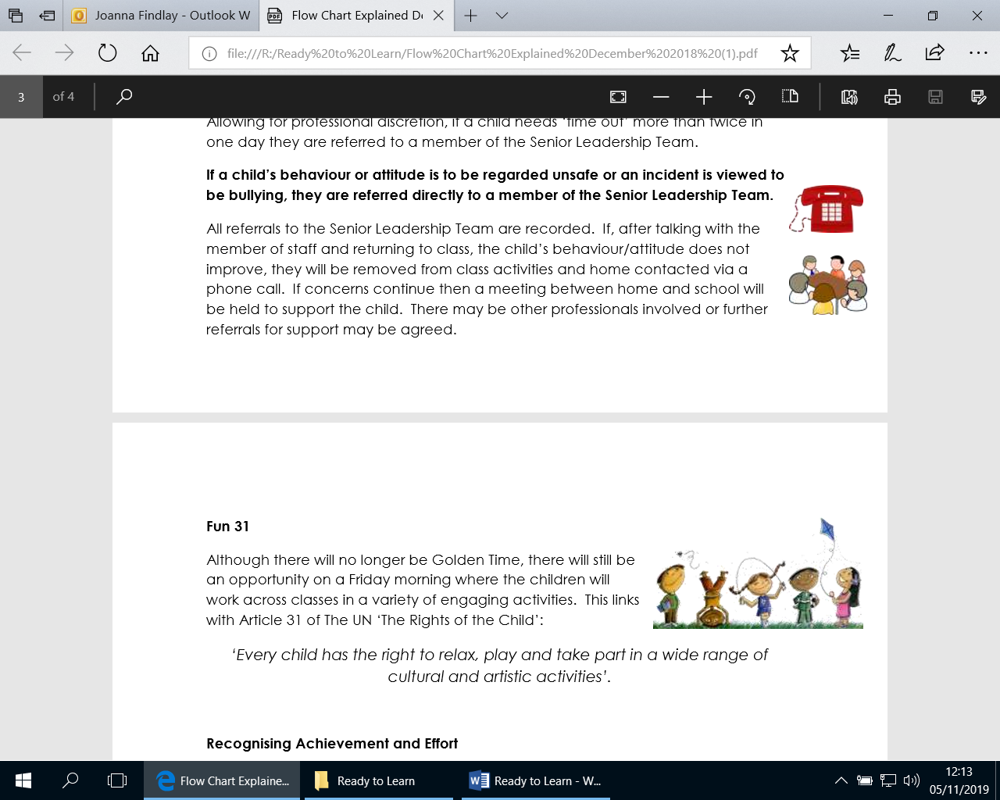 Joanna Findlay - Outlook W
Flow Chart Explained De
file:///R:/Ready%20to%20Learn/Flow%20Chart%20Explained%20December%202018%20(1).pdf
3 of 4
Allowing for professional discretion, if a child needs ‘time out’ more than twice in
one day they are referred to a member of the Senior Leadership Team.
If a child’s behaviour or attitude is to be regarded unsafe or an incident is viewed to
be bullying, they are referred directly to a member of the Senior Leadership Team.
All referrals to the Senior Leadership Team are recorded.  If, after talking with the
member of staff and returning to class, the child’s behaviour/attitude does not
improve, they will be removed from class activities and home contacted via a
phone call.  If concerns continue then a meeting between home and school will
be held to support the child.  There may be other professionals involved or further
referrals for support may be agreed.
Fun 31
Although there will no longer be Golden Time, there will still be
an opportunity on a Friday morning where the children will
work across classes in a variety of engaging activities.  This links
with Article 31 of The UN ‘The Rights of the Child’:
‘Every child has the right to relax, play and take part in a wide range of
cultural and artistic activities’.
Recognising Achievement and Effort
Flow Chart Explaine...
Ready to Learn
Ready to Learn - W...
12:13
05/11/2019